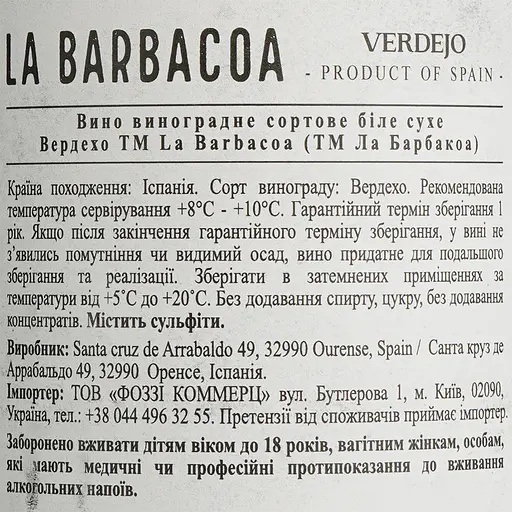 LA BARBACOA
VERDEJO
- PRODUCT OF SPAIN -
Вино виноградне сортове біле сухе
Вердехо ТМ La Barbacoa (ТМ Ла Барбакоа)
Країна походження: Іспанія. Сорт винограду: Вердехо. Рекомендована
температура сервірування +8°C - +10°C. Гарантійний термін зберігання 1
рік. Якщо після закінчення гарантійного терміну зберігання, у вині не
з’явились помутніння чи видимий осад, вино придатне для подальшого
зберігання та реалізації. Зберігати в затемнених приміщеннях за
температури від +5°C до +20°C. Без додавання спирту, цукру, без додавання
концентратів. Містить сульфіти.
Виробник: Santa cruz de Arrabaldo 49, 32990 Ourense, Spain / Санта круз де
Аррабальдо 49, 32990 Оренсе, Іспанія.
Імпортер: ТОВ «ФОЗЗІ КОММЕРЦ» вул. Бутлерова 1, м. Київ, 02090,
Україна, тел.: +38 044 496 32 55. Претензії від споживачів приймає імпортер.
Заборонено вживати дітям віком до 18 років, вагітним жінкам, особам,
які мають медичні чи професійні протипоказання до вживання
алкогольних напоїв.